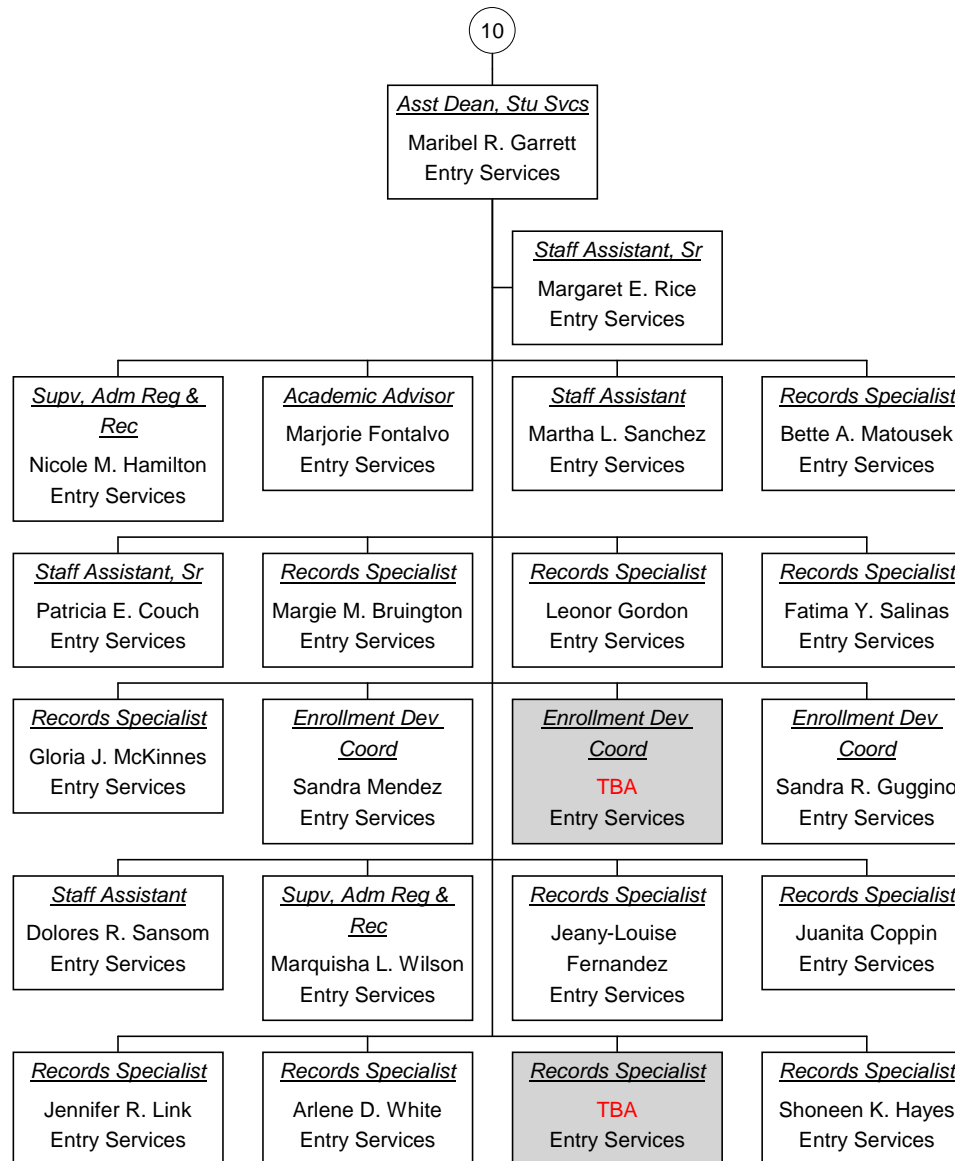 10
Asst Dean, Stu Svcs
Maribel R. Garrett
Entry Services
Staff Assistant, Sr
Margaret E. Rice
Entry Services
Supv, Adm Reg &
Rec
Nicole M. Hamilton
Entry Services
Academic Advisor
Marjorie Fontalvo
Entry Services
Staff Assistant
Martha L. Sanchez
Entry Services
Records Specialist
Bette A. Matousek
Entry Services
Staff Assistant, Sr
Patricia E. Couch
Entry Services
Records Specialist
Margie M. Bruington
Entry Services
Records Specialist
Leonor Gordon
Entry Services
Records Specialist
Fatima Y. Salinas
Entry Services
Records Specialist
Gloria J. McKinnes
Entry Services
Enrollment Dev
Coord
Sandra Mendez
Entry Services
Enrollment Dev
Coord
TBA
Entry Services
Enrollment Dev
Coord
Sandra R. Guggino
Entry Services
Staff Assistant
Dolores R. Sansom
Entry Services
Supv, Adm Reg &
Rec
Marquisha L. Wilson
Entry Services
Records Specialist
Jeany-Louise
Fernandez
Entry Services
Records Specialist
Juanita Coppin
Entry Services
Records Specialist
Jennifer R. Link
Entry Services
Records Specialist
Arlene D. White
Entry Services
Records Specialist
TBA
Entry Services
Records Specialist
Shoneen K. Hayes
Entry Services